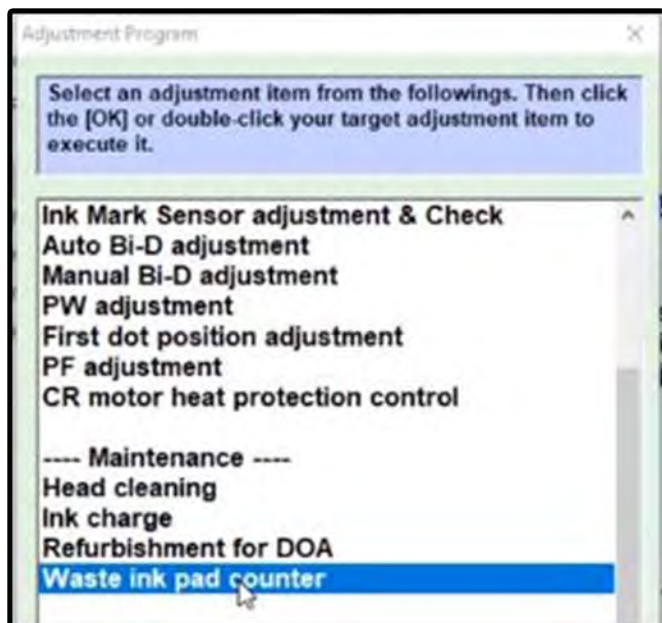 Adjustment Program
Select an adjustment item from the followings. Then click
the [OK] or double-click your target adjustment item to
execute it.
Ink Mark Sensor adjustment & Check
Auto Bi-D adjustment
Manual Bi-D adjustment
PW adjustment
First dot position adjustment
PF adjustment
CR motor heat protection control
---- Maintenance ----
Head cleaning
Ink charge
Refurbishment for DOA
Waste ink pad counter